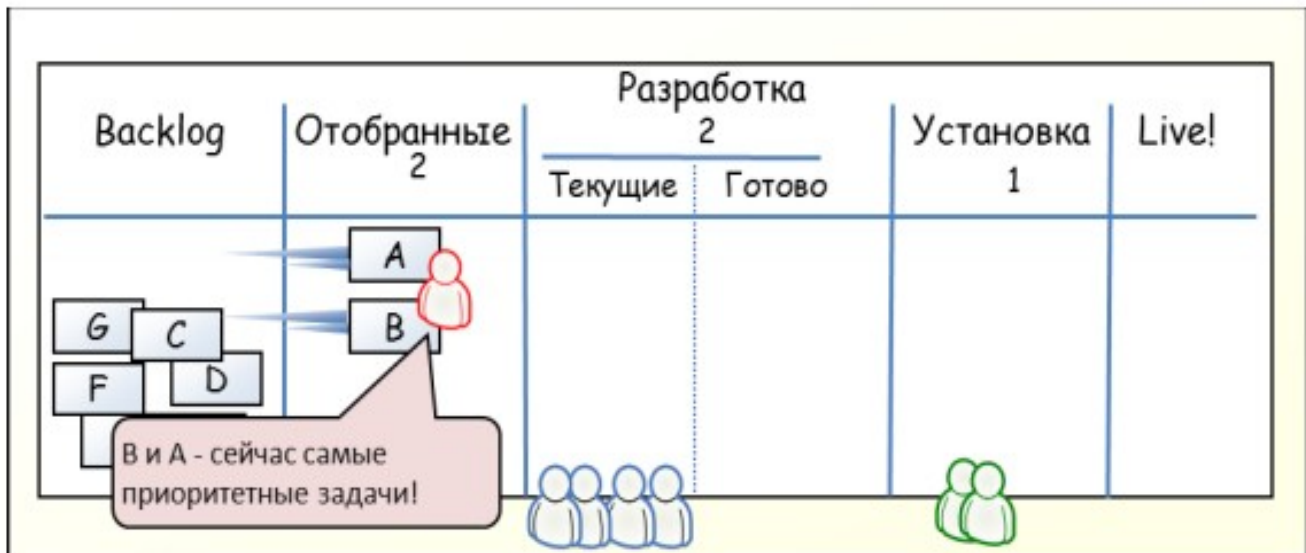 Backlog
Отобранные
2
Разработка
2
Текущие
Готово
Установка
1
Live!
A
B
G
C
F
D
В и А - сейчас самые
приоритетные задачи!